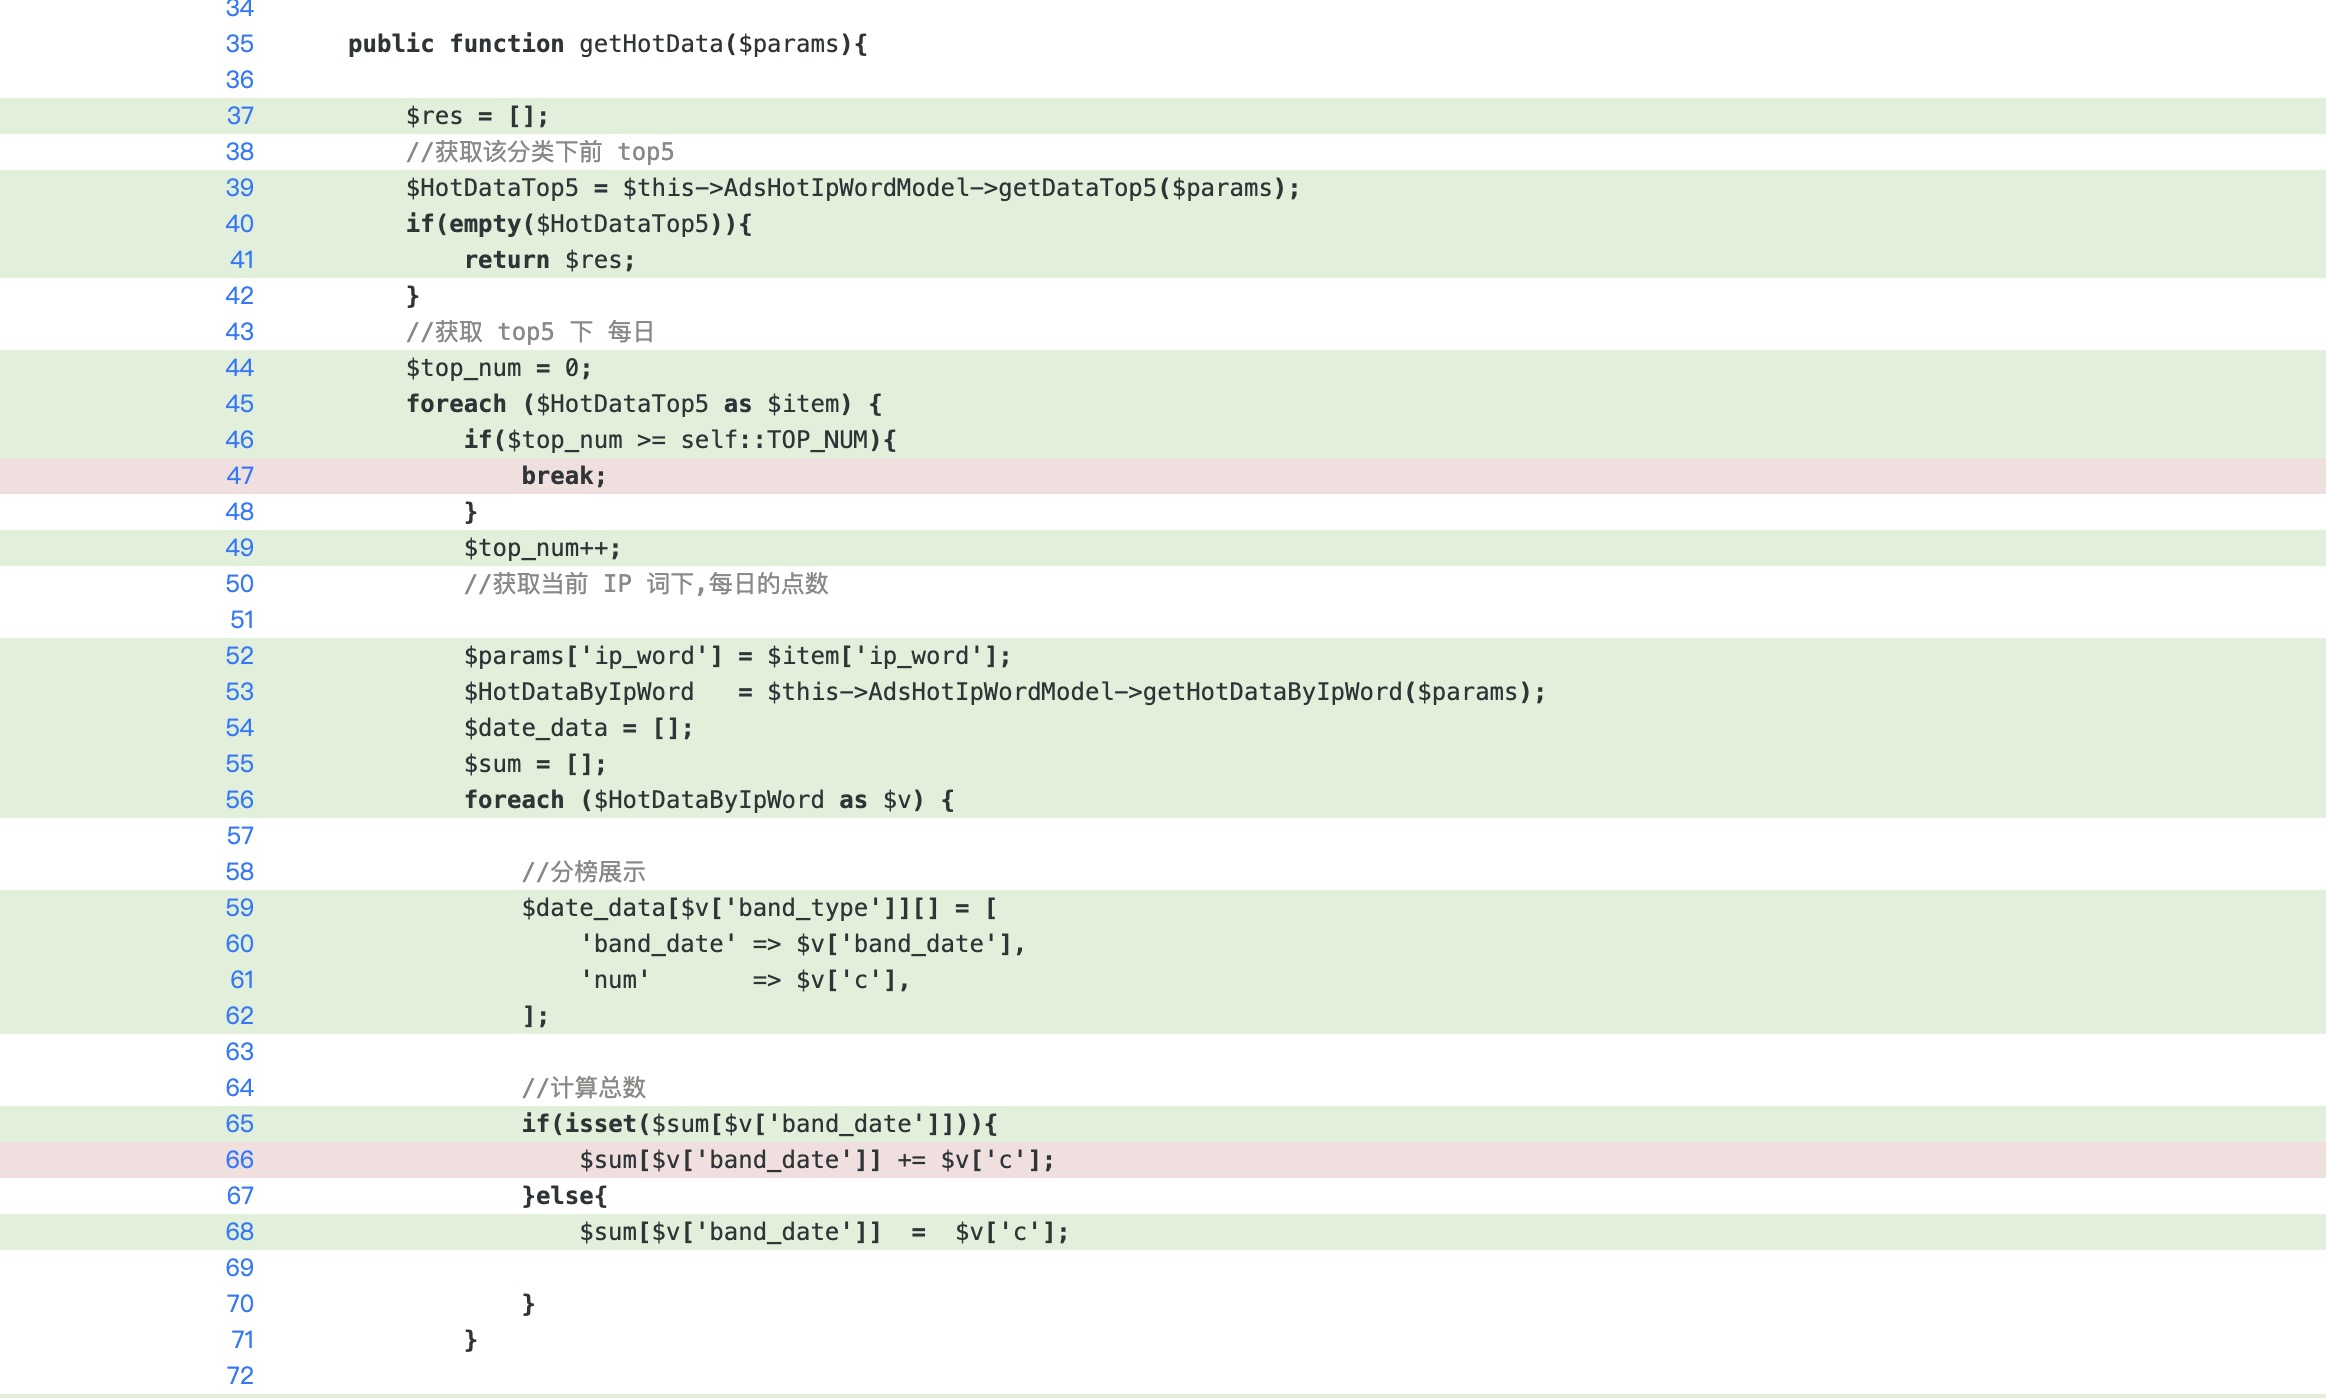 34
35 public function getHotData($params){
36
37 $res = [];
38 //获取该分类下前 top5
39 $HotDataTop5 = $this->AdsHotIpWordModel->getDataTop5($params);
40 if(empty($HotDataTop5)){
41 return $res;
42 }
43 //获取 top5 下 每日
44 $top_num = 0;
45 foreach ($HotDataTop5 as $item) {
46 if($top_num >= self::TOP_NUM){
47 break;
48 }
49 $top_num++;
50 //获取当前 IP 词下,每日的点数
51
52 $params['ip_word'] = $item['ip_word'];
53 $HotDataByIpWord   = $this->AdsHotIpWordModel->getHotDataByIpWord($params);
54 $date_data = [];
55 $sum = [];
56 foreach ($HotDataByIpWord as $v) {
57
58 //分榜展示
59 $date_data[$v['band_type']][] = [
60 'band_date' => $v['band_date'],
61 'num'       => $v['c'],
62 ];
63
64 //计算总数
65 if(isset($sum[$v['band_date']])){
66 $sum[$v['band_date']] += $v['c'];
67 }else{
68 $sum[$v['band_date']]  =  $v['c'];
69
70 }
71 }
72